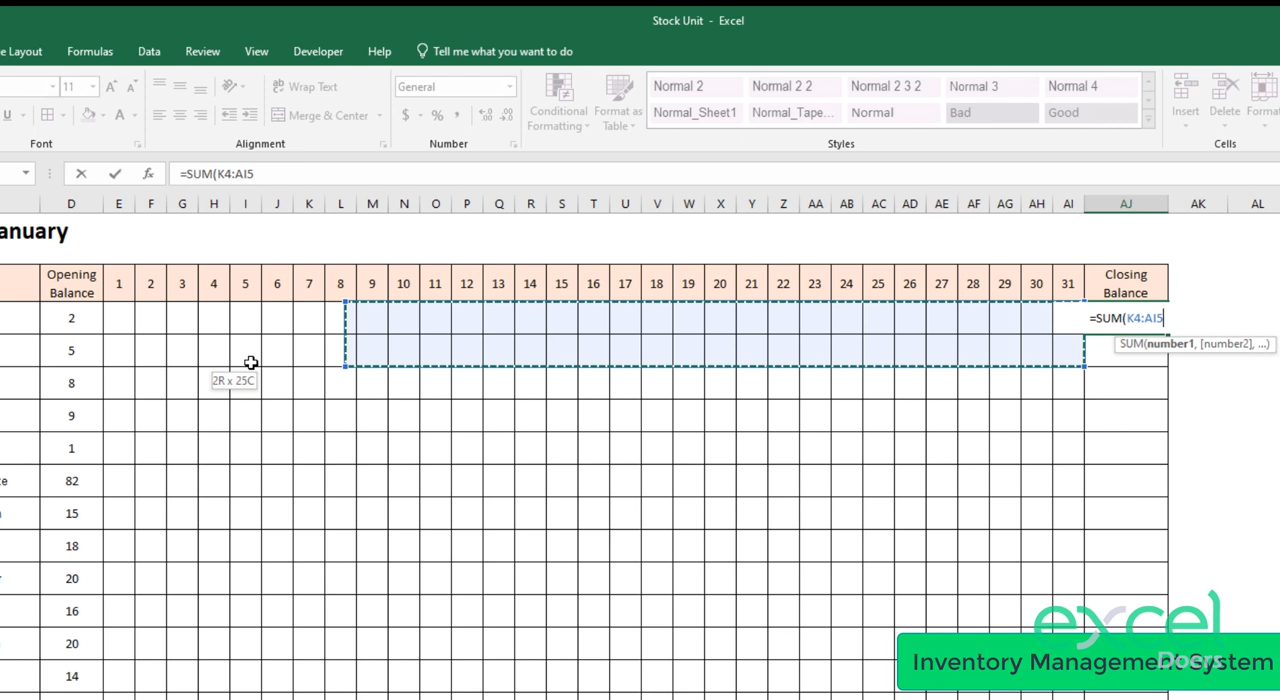 Stock Unit - Excel
e Layout Formulas Data Review View Developer Help Tell me what you want to do
11 A A Wrap Text General Conditional Formatting Format as Table Normal 2 Normal 2 2 Normal 2 3 2 Normal 3 Normal 4 Insert Delete Format
U A Merge & Center $ % , Normal_Sheet1 Normal_Tape... Normal Bad Good
Font Alignment Number Styles Cells
fx =SUM(K4:AI5
D E F G H I J K L M N O P Q R S T U V W X Y Z AA AB AC AD AE AF AG AH AI AJ AK AL
anuary
Opening Balance 1 2 3 4 5 6 7 8 9 10 11 12 13 14 15 16 17 18 19 20 21 22 23 24 25 26 27 28 29 30 31 Closing Balance
2 =SUM(K4:AI5
SUM(number1, [number2], ...)
5
2R x 25C
8
9
1
te 82
15
18
20
16
20
14
excel
Doers
Inventory Management System